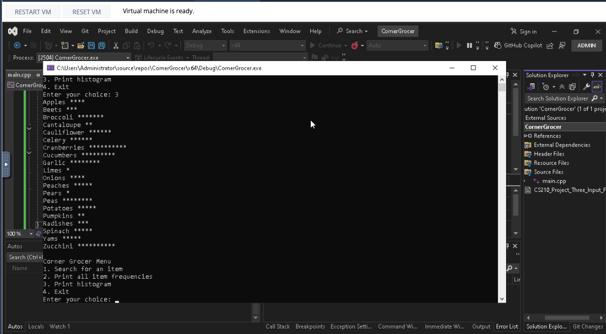 RESTART VM RESET VM Virtual machine is ready.
File Edit View Git Project Build Debug Test Analyze Tools Extensions Window Help Search CornerGrocer Sign in
Debug x64 Continue Auto GitHub Copilot ADMIN
Process: [2504] CornerGrocer.exe Lifecycle Events Thread:
main.cpp
C:\Users\Administrator\source\repos\CornerGrocer\x64\Debug\CornerGrocer.exe
3. Print histogram
4. Exit
Enter your choice: 3
Apples ****
Beets ***
Broccoli *******
Cantaloupe **
Cauliflower ******
Celery ******
Cranberries **********
Cucumbers *********
Garlic ********
Limes *
Onions ****
Peaches *****
Pears *
Peas ********
Potatoes *****
Pumpkins **
Radishes ***
Spinach *****
Yams *****
Zucchini **********
Corner Grocer Menu
1. Search for an item
2. Print all item frequencies
3. Print histogram
4. Exit
Enter your choice:
Solution Explorer
Search Solution Explorer
ution 'CornerGrocer' (1 of 1 proje
External Sources
CornerGrocer
References
External Dependencies
Header Files
Resource Files
Source Files
main.cpp
CS210_Project_Three_Input_F
100 %
Autos
Search (Ctrl+
Name
Autos Locals Watch 1
Call Stack Breakpoints Exception Setti... Command Wi... Immediate Wi... Output Error List
Solution Explo... Git Changes